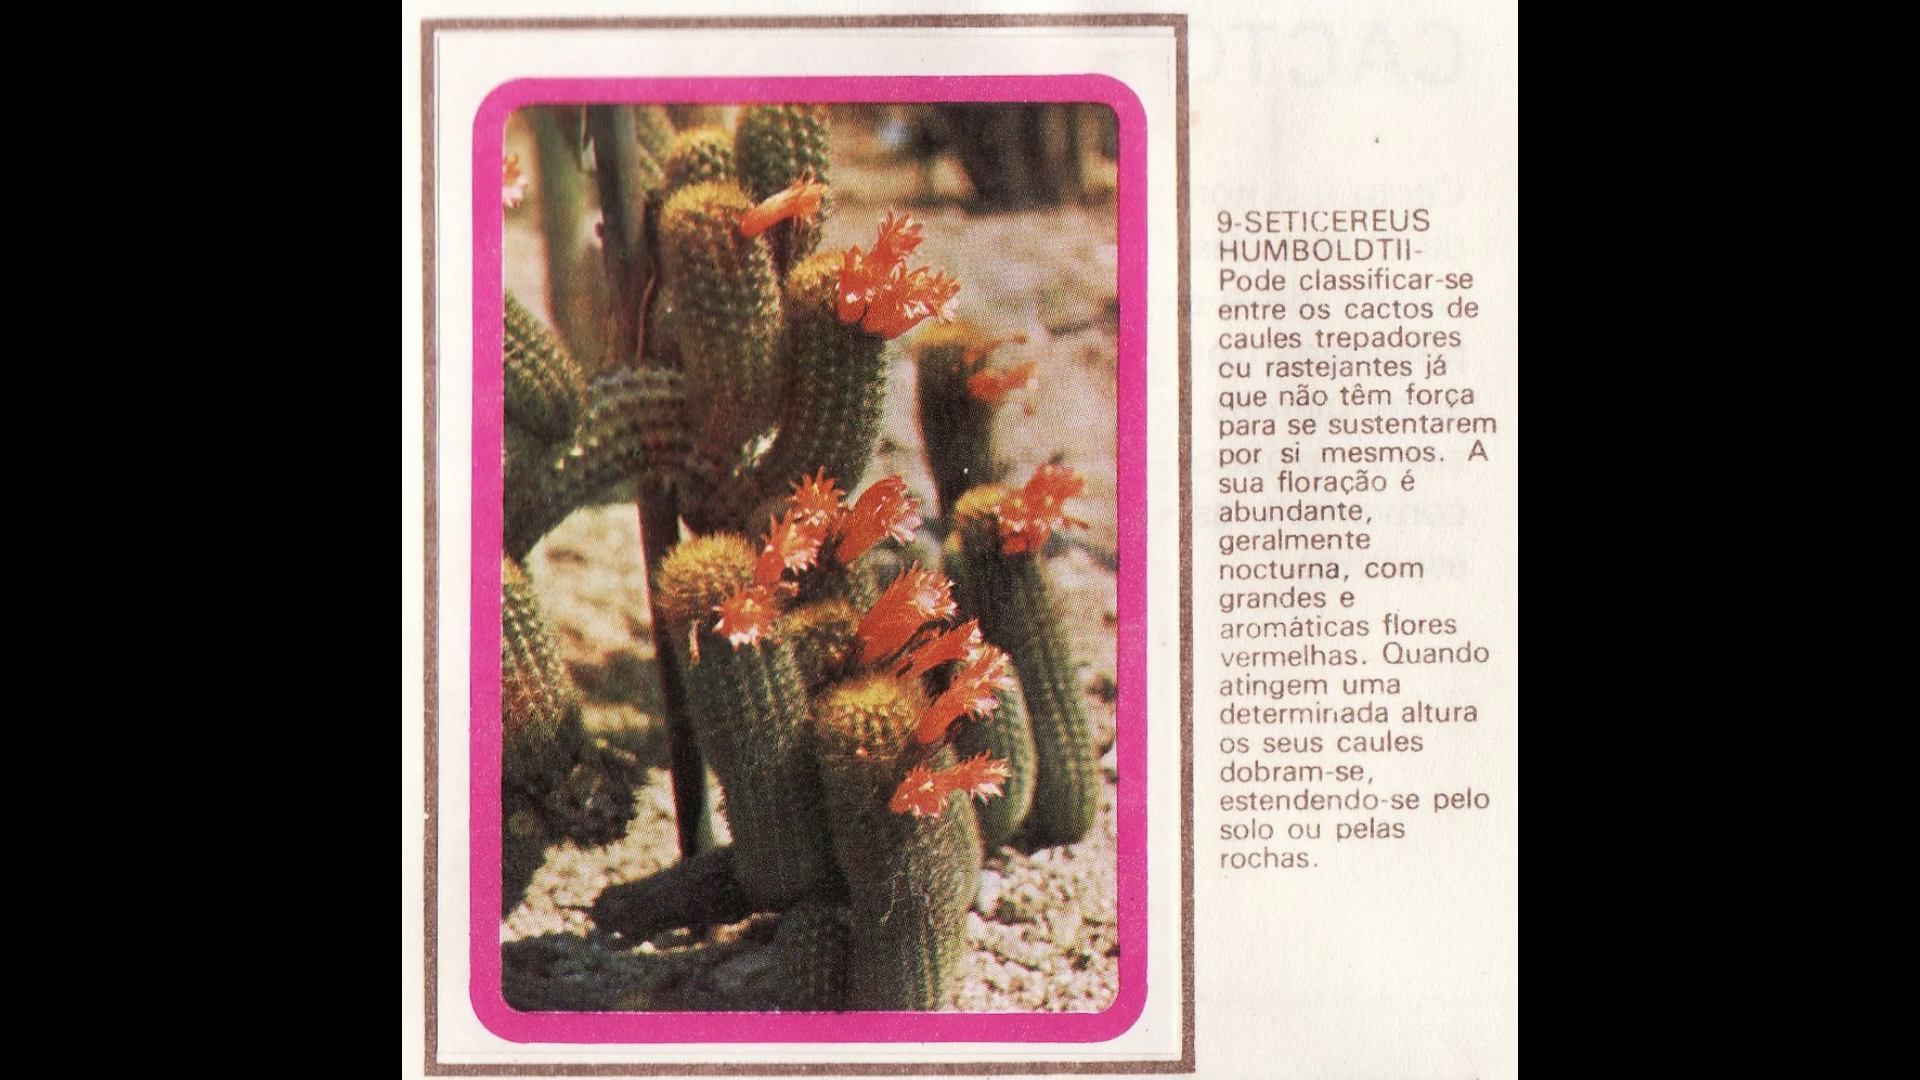 9-SETICEREUS
HUMBOLDTII-
Pode classificar-se
entre os cactos de
caules trepadores
cu rastejantes já
que não têm força
para se sustentarem
por si mesmos. A
sua floração é
abundante,
geralmente
nocturna, com
grandes e
aromáticas flores
vermelhas. Quando
atingem uma
determinada altura
os seus caules
dobram-se,
estendendo-se pelo
solo ou pelas
rochas.